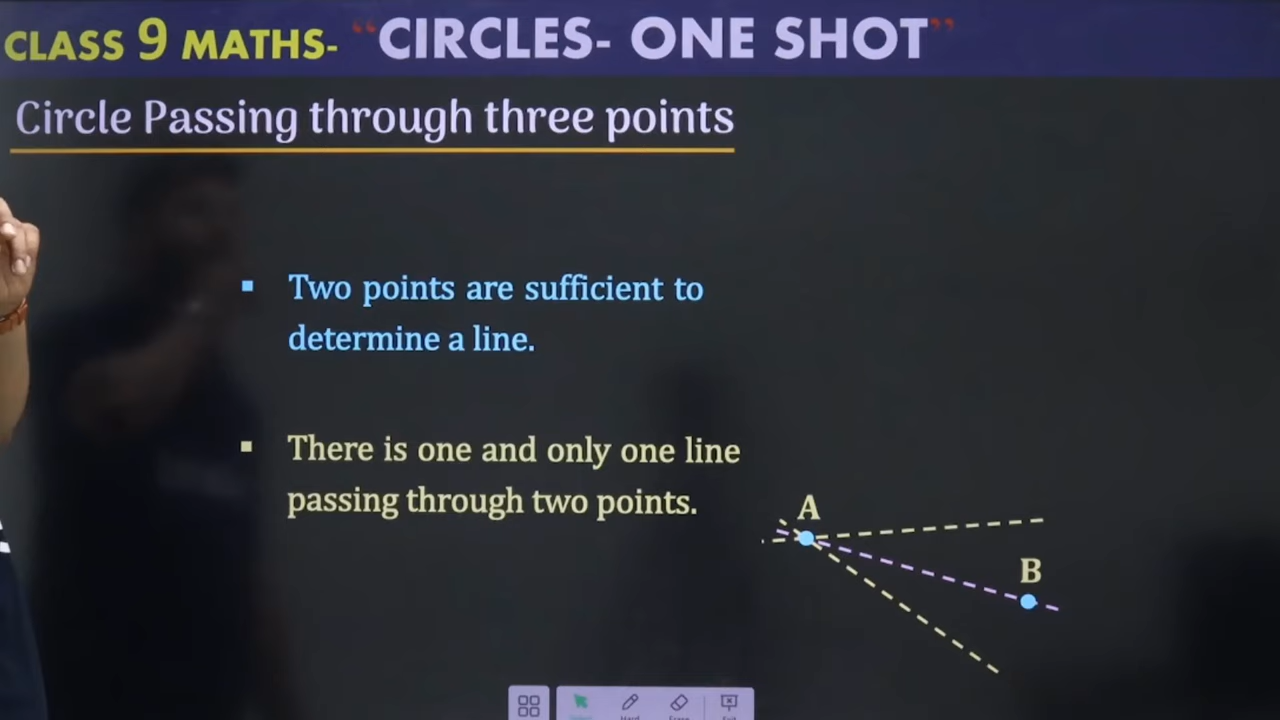 CLASS 9 MATHS- "CIRCLES- ONE SHOT"
Circle Passing through three points
▪ Two points are sufficient to
determine a line.
▪ There is one and only one line
passing through two points.
A
B